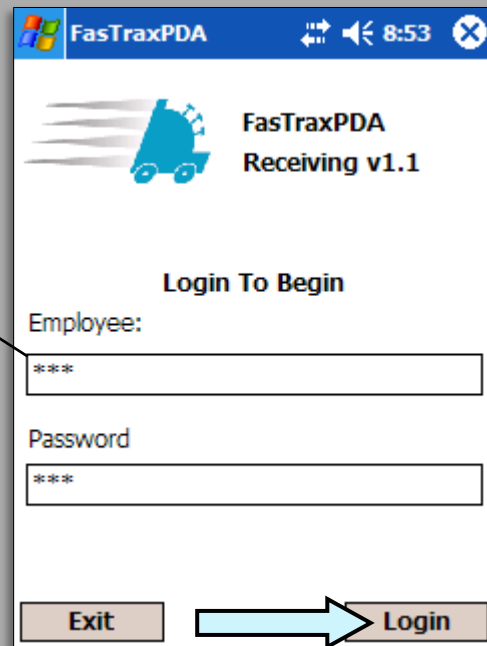 FasTraxPDA 8:53
FasTraxPDA
Receiving v1.1
Login To Begin
Employee:
***
Password
***
Exit Login